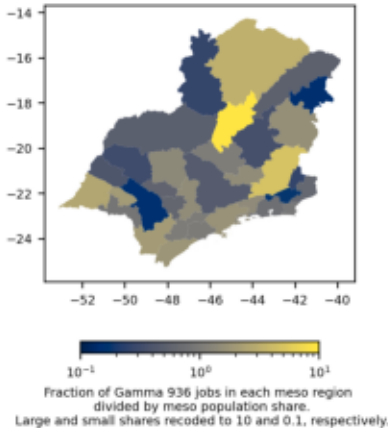 −14
−16
−18
−20
−22
−24
−52 −50 −48 −46 −44 −42 −40
10⁻¹ 10⁰ 10¹
Fraction of Gamma 936 jobs in each meso region
divided by meso population share.
Large and small shares recoded to 10 and 0.1, respectively